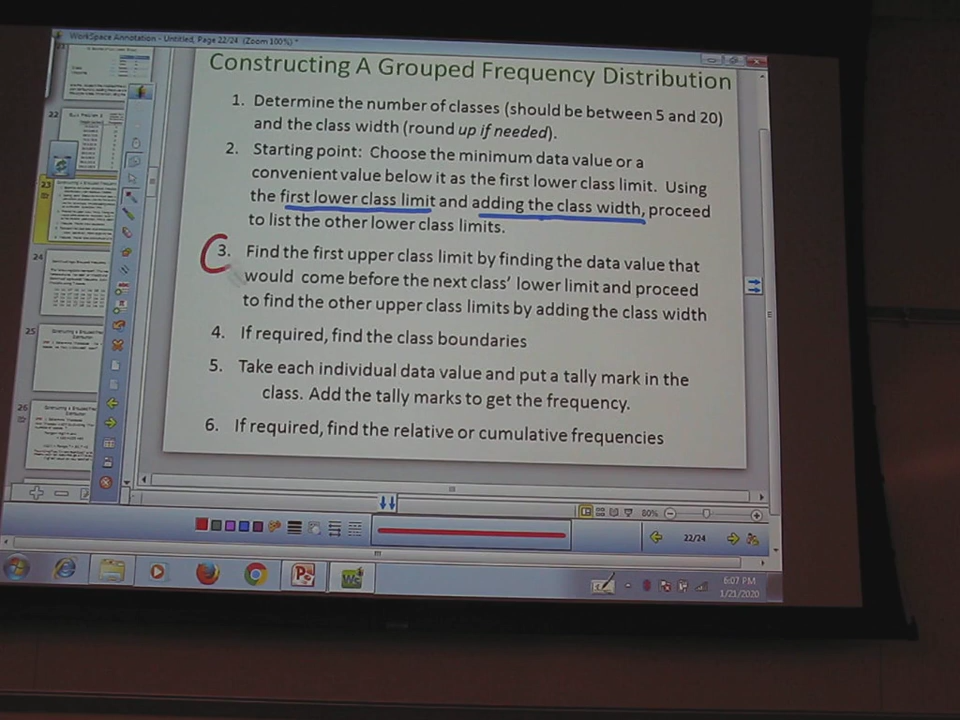 WorkSpace Annotation - Untitled, Page 22/24 (Zoom 100%) *
Constructing A Grouped Frequency Distribution
1. Determine the number of classes (should be between 5 and 20)
and the class width (round up if needed).
2. Starting point: Choose the minimum data value or a
convenient value below it as the first lower class limit. Using
the first lower class limit and adding the class width, proceed
to list the other lower class limits.
3. Find the first upper class limit by finding the data value that
would come before the next class' lower limit and proceed
to find the other upper class limits by adding the class width
4. If required, find the class boundaries
5. Take each individual data value and put a tally mark in the
class. Add the tally marks to get the frequency.
6. If required, find the relative or cumulative frequencies
22
23
24
25
26
80%
22/24
6:07 PM
1/21/2020